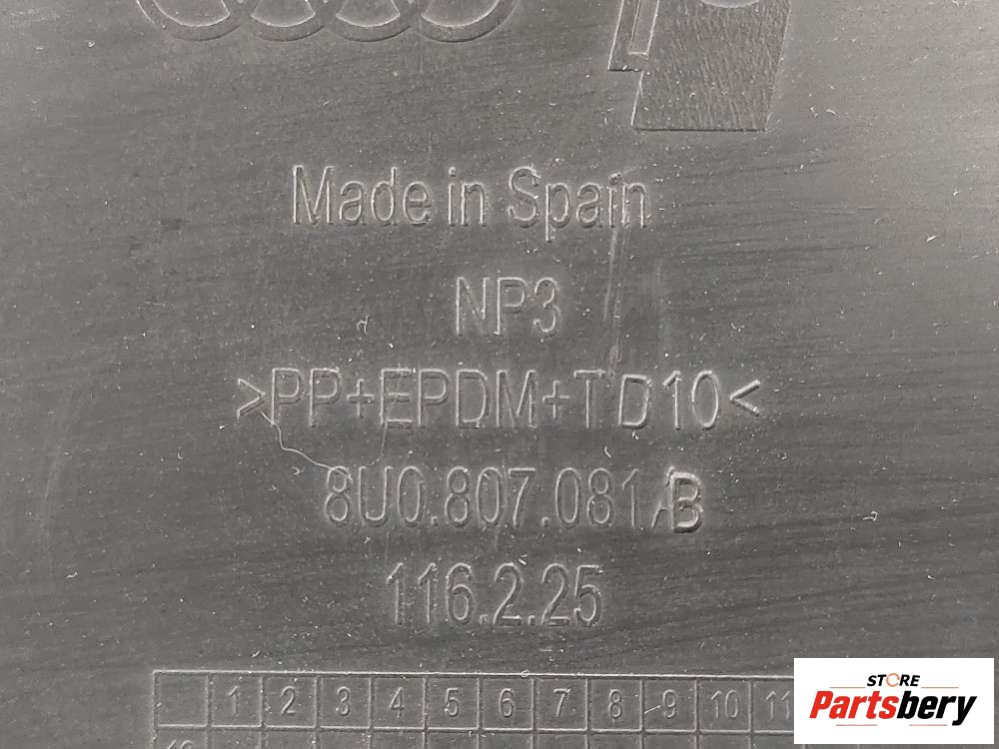 Made in Spain
NP3
>PP+EPDM+TD10<
8U0.807.081/B
116.2.25
1 2 3 4 5 6 7 8 9 10 11
STORE
Partsbery